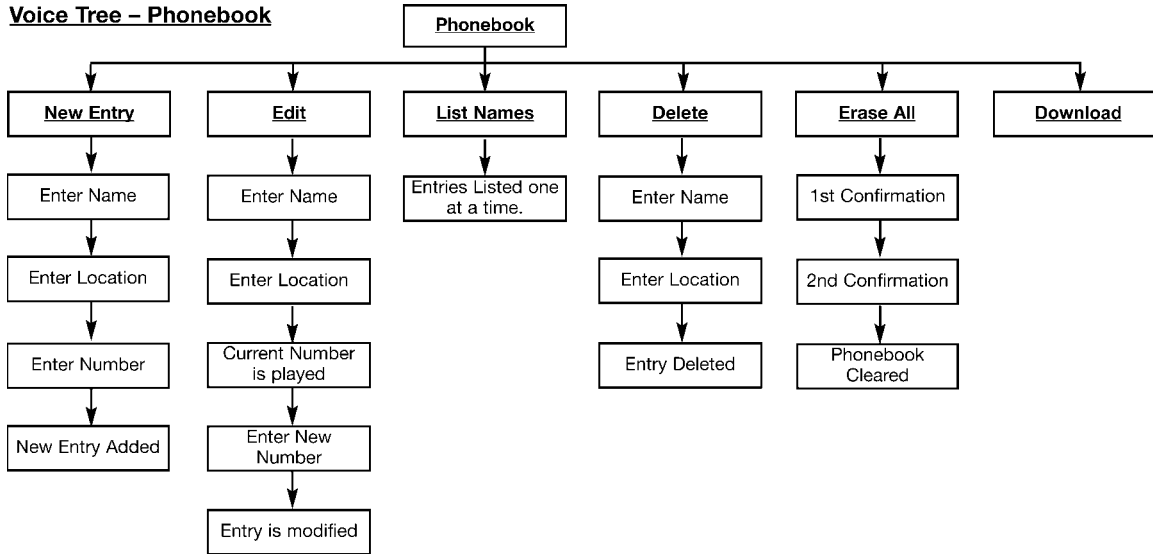 Voice Tree – Phonebook
Phonebook
New Entry
Edit
List Names
Delete
Erase All
Download
Enter Name
Enter Name
Entries Listed one
at a time.
Enter Name
1st Confirmation
Enter Location
Enter Location
Enter Location
2nd Confirmation
Enter Number
Current Number
is played
Entry Deleted
Phonebook
Cleared
New Entry Added
Enter New
Number
Entry is modified